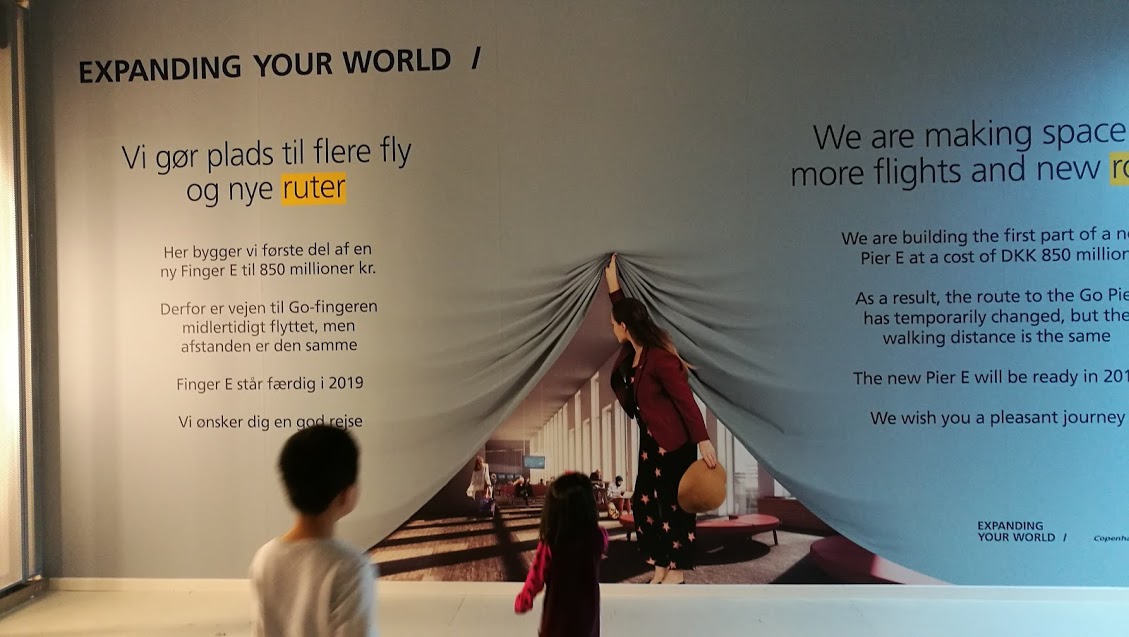 EXPANDING YOUR WORLD /
Vi gør plads til flere fly
og nye ruter
Her bygger vi første del af en
ny Finger E til 850 millioner kr.
Derfor er vejen til Go-fingeren
midlertidigt flyttet, men
afstanden er den samme
Finger E står færdig i 2019
Vi ønsker dig en god rejse
We are making space
more flights and new
We are building the first part of a
Pier E at a cost of DKK 850
As a result, the route to the Go
has temporarily changed, but the
walking distance is the same
The new Pier E will be ready in
We wish you a pleasant journey
EXPANDING
YOUR WORLD /